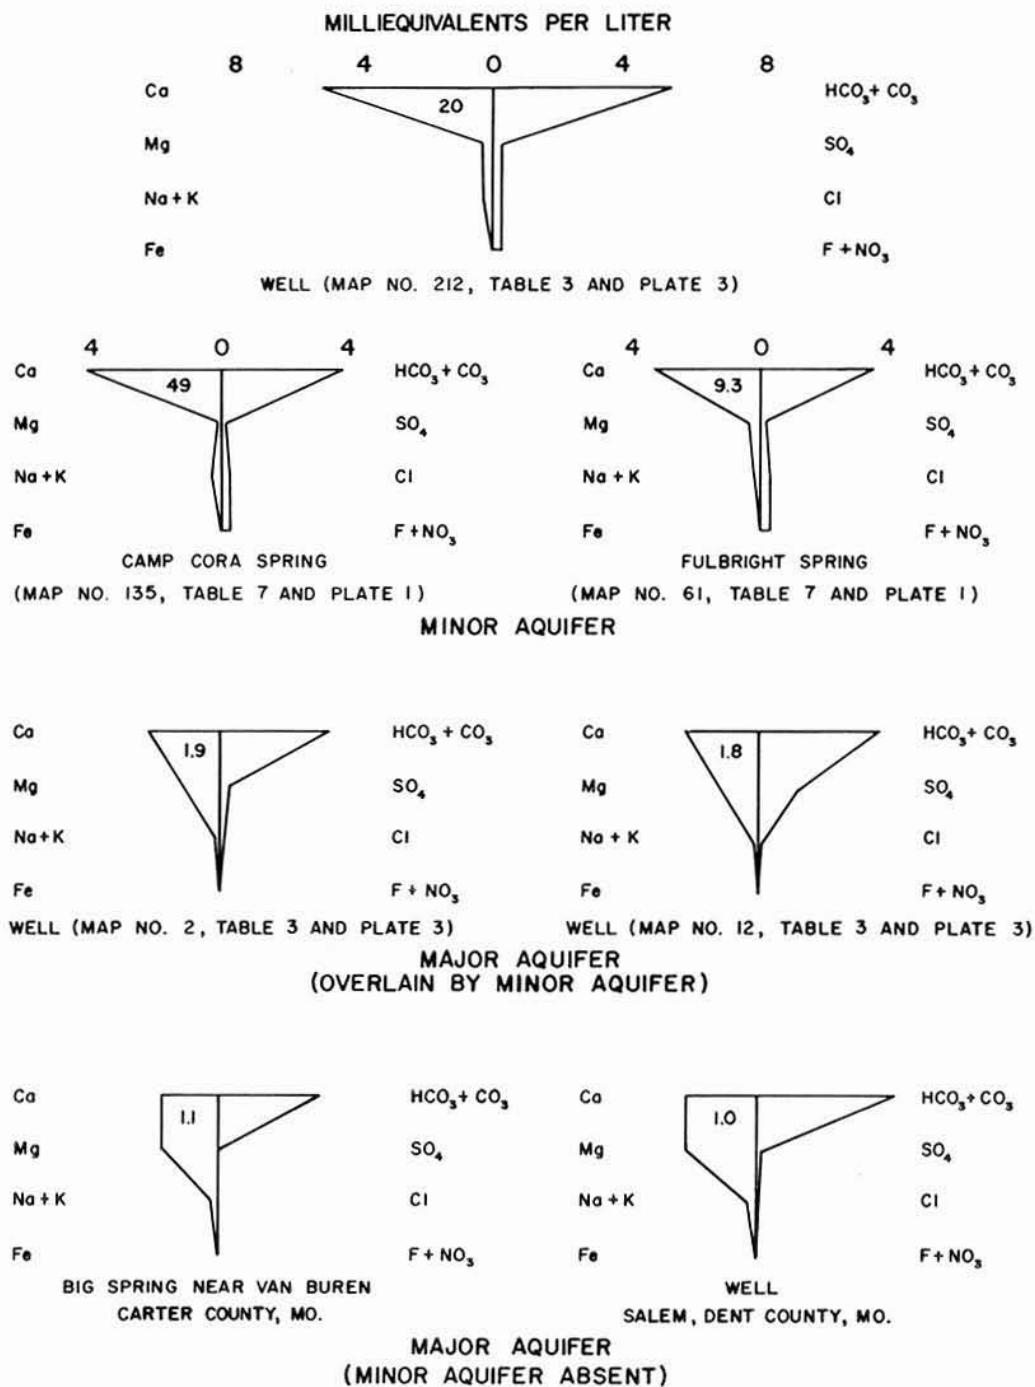 MILLIEQUIVALENTS PER LITER
8 4 0 4 8
Ca 20 HCO₃+ CO₃
Mg SO₄
Na + K Cl
Fe F + NO₃
WELL (MAP NO. 212, TABLE 3 AND PLATE 3)
4 0 4 4 0 4
Ca 49 HCO₃ + CO₃ Ca 9.3 HCO₃ + CO₃
Mg SO₄ Mg SO₄
Na + K Cl Na + K Cl
Fe F + NO₃ Fe F + NO₃
CAMP CORA SPRING FULBRIGHT SPRING
(MAP NO. 135, TABLE 7 AND PLATE 1) (MAP NO. 61, TABLE 7 AND PLATE 1)
MINOR AQUIFER
Ca 1.9 HCO₃ + CO₃ Ca 1.8 HCO₃+ CO₃
Mg SO₄ Mg SO₄
Na+K Cl Na + K Cl
Fe F + NO₃ Fe F + NO₃
WELL (MAP NO. 2, TABLE 3 AND PLATE 3) WELL (MAP NO. 12, TABLE 3 AND PLATE 3)
MAJOR AQUIFER
(OVERLAIN BY MINOR AQUIFER)
Ca 1.1 HCO₃ + CO₃ Ca 1.0 HCO₃+ CO₃
Mg SO₄ Mg SO₄
Na + K Cl Na + K Cl
Fe F + NO₃ Fe F + NO₃
BIG SPRING NEAR VAN BUREN WELL
CARTER COUNTY, MO. SALEM, DENT COUNTY, MO.
MAJOR AQUIFER
(MINOR AQUIFER ABSENT)